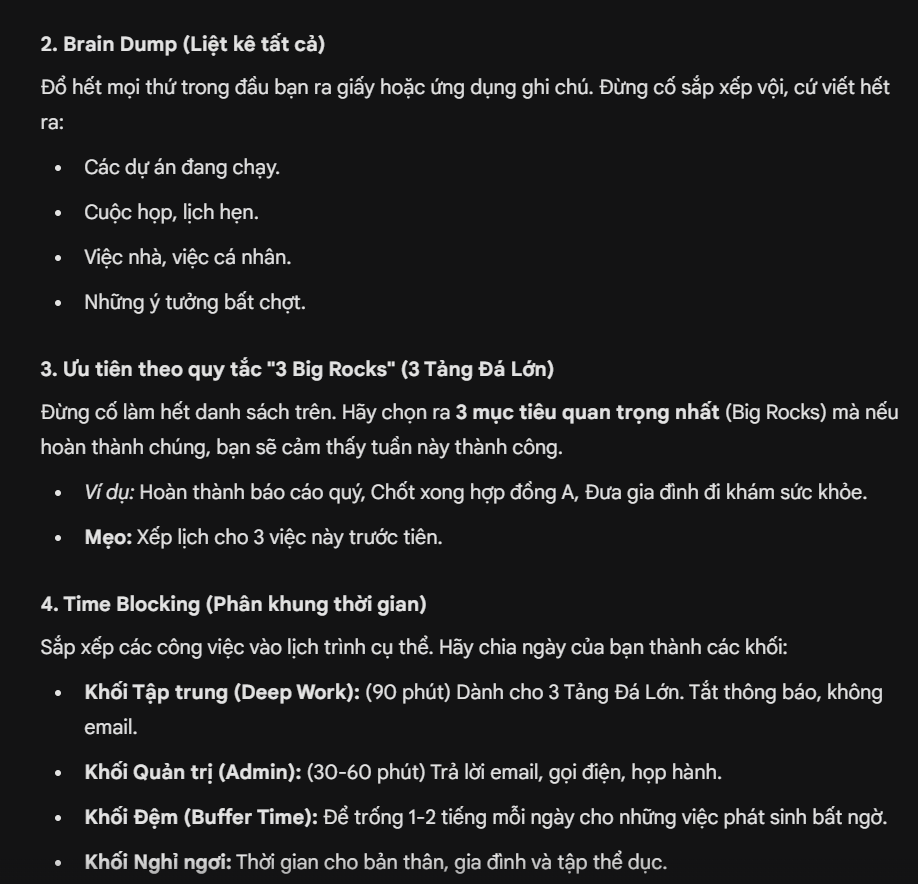 2. Brain Dump (Liệt kê tất cả)
Đổ hết mọi thứ trong đầu bạn ra giấy hoặc ứng dụng ghi chú. Đừng cố sắp xếp vội, cứ viết hết
ra:
• Các dự án đang chạy.
• Cuộc họp, lịch hẹn.
• Việc nhà, việc cá nhân.
• Những ý tưởng bất chợt.
3. Ưu tiên theo quy tắc "3 Big Rocks" (3 Tảng Đá Lớn)
Đừng cố làm hết danh sách trên. Hãy chọn ra 3 mục tiêu quan trọng nhất (Big Rocks) mà nếu
hoàn thành chúng, bạn sẽ cảm thấy tuần này thành công.
• Ví dụ: Hoàn thành báo cáo quý, Chốt xong hợp đồng A, Đưa gia đình đi khám sức khỏe.
• Mẹo: Xếp lịch cho 3 việc này trước tiên.
4. Time Blocking (Phân khung thời gian)
Sắp xếp các công việc vào lịch trình cụ thể. Hãy chia ngày của bạn thành các khối:
• Khối Tập trung (Deep Work): (90 phút) Dành cho 3 Tảng Đá Lớn. Tắt thông báo, không
email.
• Khối Quản trị (Admin): (30-60 phút) Trả lời email, gọi điện, họp hành.
• Khối Đệm (Buffer Time): Để trống 1-2 tiếng mỗi ngày cho những việc phát sinh bất ngờ.
• Khối Nghỉ ngơi: Thời gian cho bản thân, gia đình và tập thể dục.